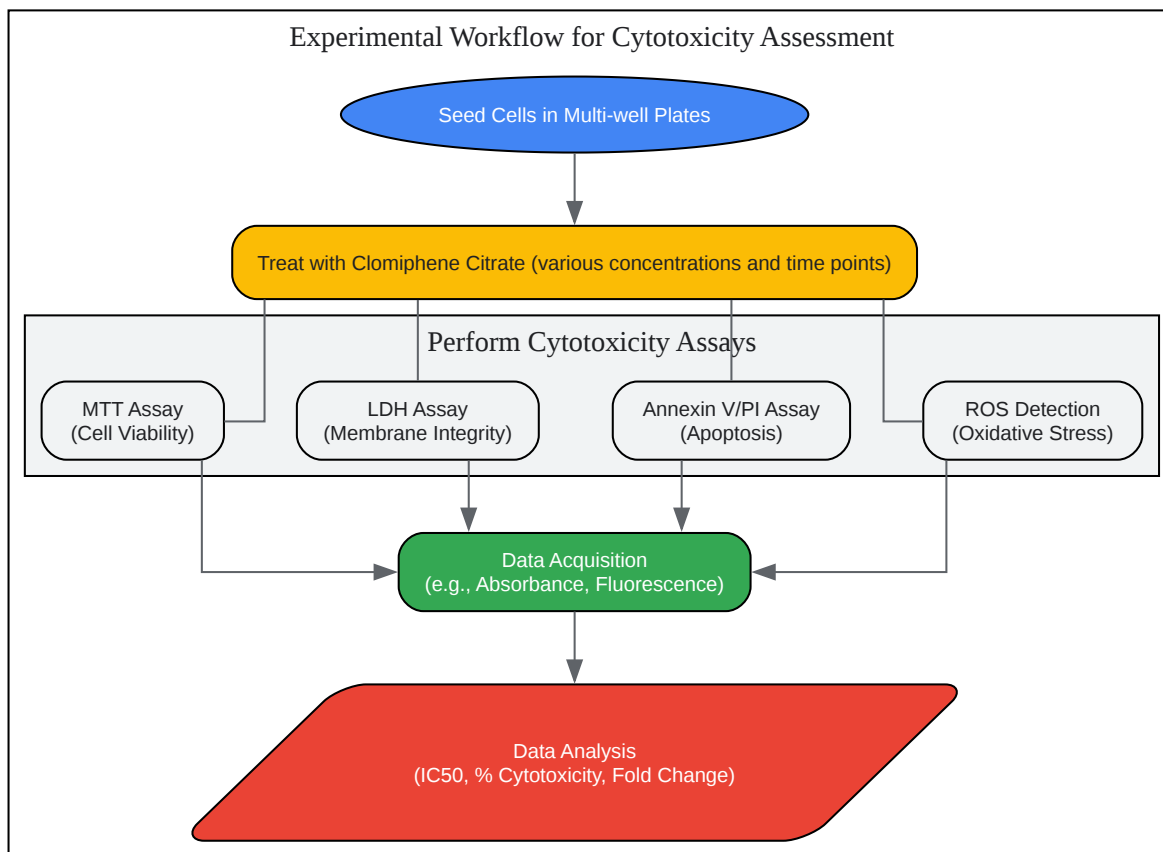 Experimental Workflow for Cytotoxicity Assessment
Seed Cells in Multi-well Plates
Treat with Clomiphene Citrate (various concentrations and time points)
Perform Cytotoxicity Assays
MTT Assay
(Cell Viability)
LDH Assay
(Membrane Integrity)
Annexin V/PI Assay
(Apoptosis)
ROS Detection
(Oxidative Stress)
Data Acquisition
(e.g., Absorbance, Fluorescence)
Data Analysis
(IC50, % Cytotoxicity, Fold Change)